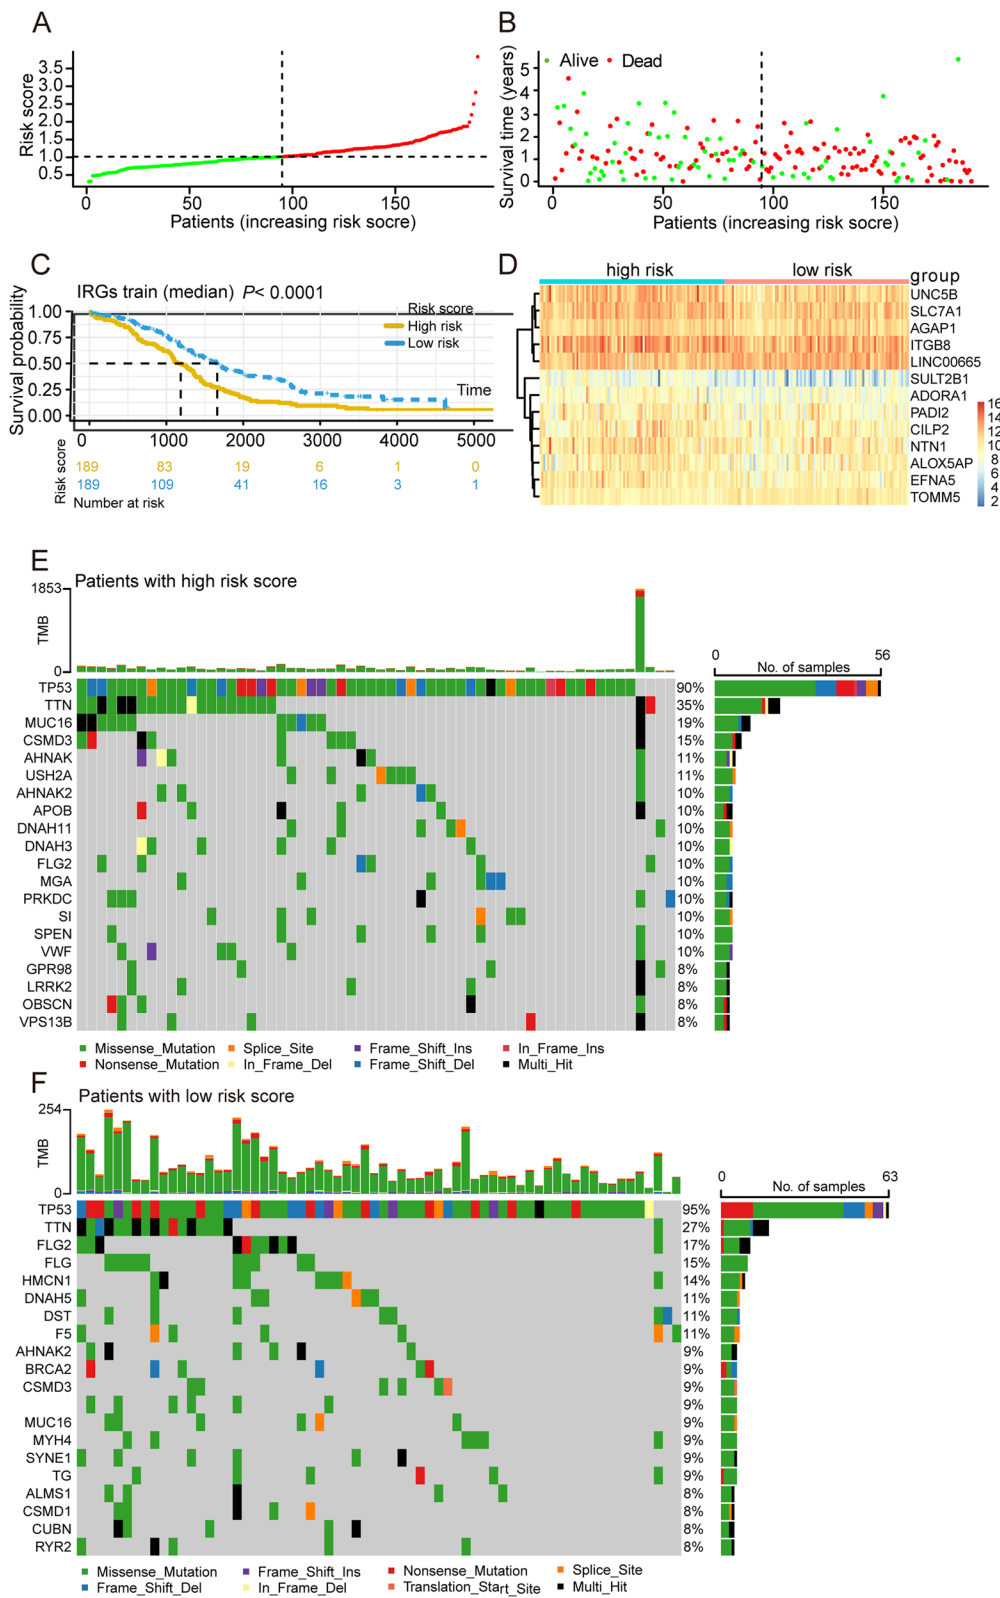 A
Risk score
3.5
3.0
2.5
2.0
1.5
1.0
0.5
0 50 100 150
Patients (increasing risk socre)
B
Survival time (years)
Alive Dead
5
4
3
2
1
0
0 50 100 150
Patients (increasing risk socre)
C
IRGs train (median) P< 0.0001
Survival probability
1.00
0.75
0.50
0.25
0.00
Risk score
High risk
Low risk
Time
0 1000 2000 3000 4000 5000
Risk score
189 83 19 6 1 0
189 109 41 16 3 1
Number at risk
D
high risk low risk
group
UNC5B
SLC7A1
AGAP1
ITGB8
LINC00665
SULT2B1
ADORA1
PADI2
CILP2
NTN1
ALOX5AP
EFNA5
TOMM5
16
14
12
10
8
6
4
2
E
Patients with high risk score
1853
TMB
0
0 56
No. of samples
TP53 90%
TTN 35%
MUC16 19%
CSMD3 15%
AHNAK 11%
USH2A 11%
AHNAK2 10%
APOB 10%
DNAH11 10%
DNAH3 10%
FLG2 10%
MGA 10%
PRKDC 10%
SI 10%
SPEN 10%
VWF 10%
GPR98 8%
LRRK2 8%
OBSCN 8%
VPS13B 8%
Missense_Mutation Splice_Site Frame_Shift_Ins In_Frame_Ins
Nonsense_Mutation In_Frame_Del Frame_Shift_Del Multi_Hit
F
Patients with low risk score
254
TMB
0
0 63
No. of samples
TP53 95%
TTN 27%
FLG2 17%
FLG 15%
HMCN1 14%
DNAH5 11%
DST 11%
F5 11%
AHNAK2 9%
BRCA2 9%
CSMD3 9%
9%
MUC16 9%
MYH4 9%
SYNE1 9%
TG 9%
ALMS1 8%
CSMD1 8%
CUBN 8%
RYR2 8%
Missense_Mutation Frame_Shift_Ins Nonsense_Mutation Splice_Site
Frame_Shift_Del In_Frame_Del Translation_Start_Site Multi_Hit